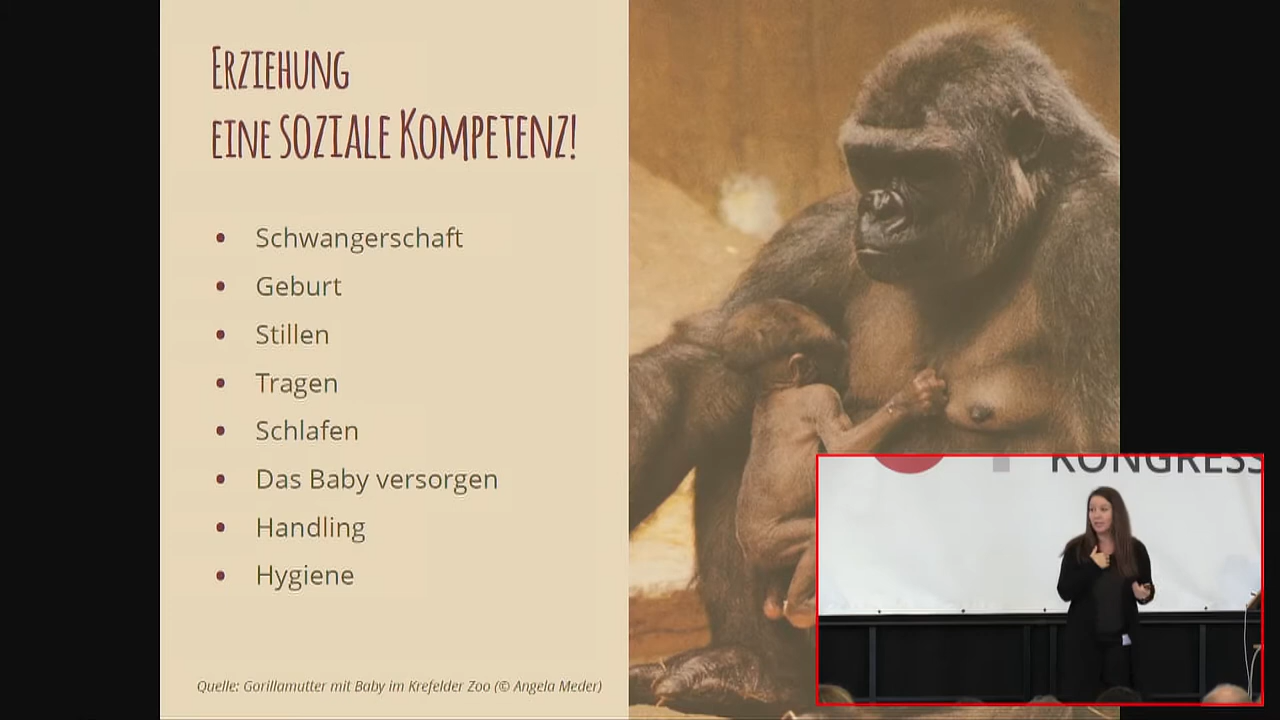 Erziehung
eine soziale Kompetenz!
• Schwangerschaft
• Geburt
• Stillen
• Tragen
• Schlafen
• Das Baby versorgen
• Handling
• Hygiene
Quelle: Gorillamutter mit Baby im Krefelder Zoo (© Angela Meder)
KONGRESS